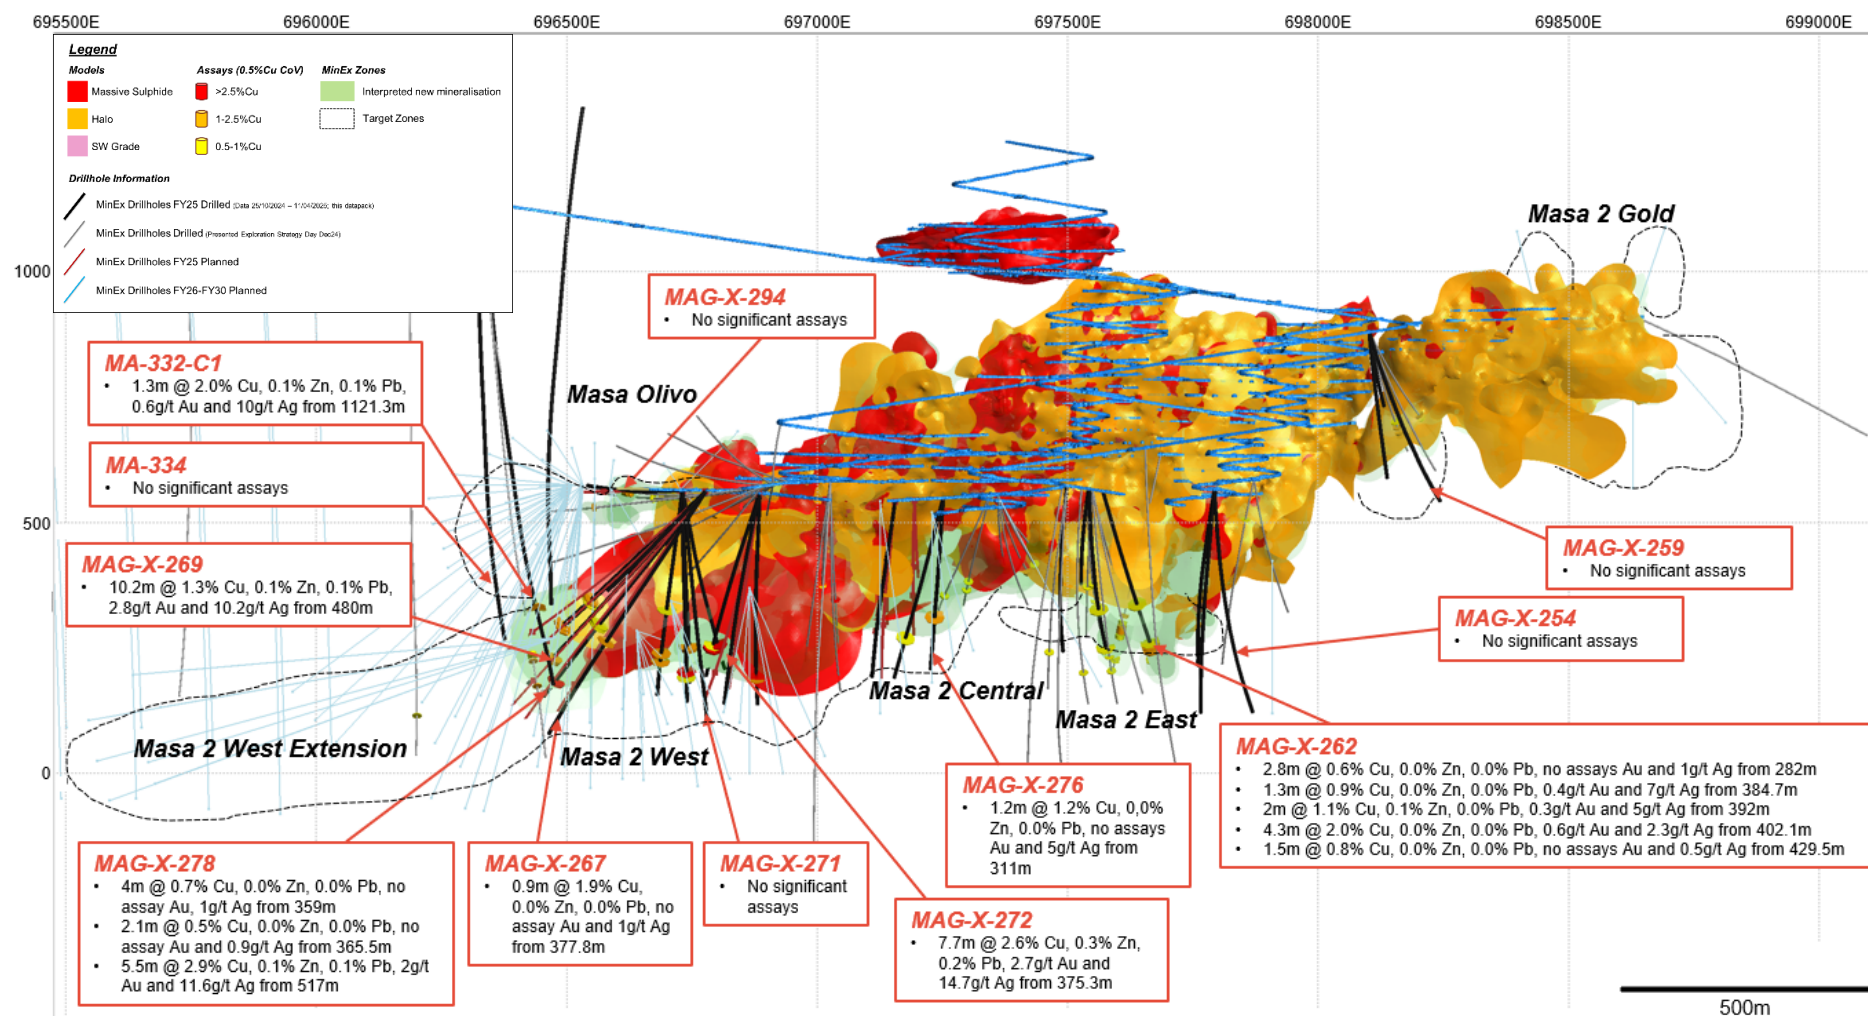 695500E 696000E 696500E 697000E 697500E 698000E 698500E 699000E
Legend
Models
Massive Sulphide
Halo
SW Grade
Assays (0.5%Cu CoV)
>2.5%Cu
1-2.5%Cu
0.5-1%Cu
MinEx Zones
Interpreted new mineralisation
Target Zones
Drillhole Information
MinEx Drillholes FY25 Drilled (Data 25/10/2024 – 11/04/2025; this datapack)
MinEx Drillholes Drilled (Presented Exploration Strategy Day Dec24)
MinEx Drillholes FY25 Planned
MinEx Drillholes FY26-FY30 Planned
1000
500
0
Masa 2 Gold
MAG-X-294
• No significant assays
MA-332-C1
• 1.3m @ 2.0% Cu, 0.1% Zn, 0.1% Pb,
0.6g/t Au and 10g/t Ag from 1121.3m
Masa Olivo
MA-334
• No significant assays
MAG-X-269
• 10.2m @ 1.3% Cu, 0.1% Zn, 0.1% Pb,
2.8g/t Au and 10.2g/t Ag from 480m
MAG-X-259
• No significant assays
MAG-X-254
• No significant assays
Masa 2 Central
Masa 2 East
Masa 2 West Extension
Masa 2 West
MAG-X-262
• 2.8m @ 0.6% Cu, 0.0% Zn, 0.0% Pb, no assays Au and 1g/t Ag from 282m
• 1.3m @ 0.9% Cu, 0.0% Zn, 0.0% Pb, 0.4g/t Au and 7g/t Ag from 384.7m
• 2m @ 1.1% Cu, 0.1% Zn, 0.0% Pb, 0.3g/t Au and 5g/t Ag from 392m
• 4.3m @ 2.0% Cu, 0.0% Zn, 0.0% Pb, 0.6g/t Au and 2.3g/t Ag from 402.1m
• 1.5m @ 0.8% Cu, 0.0% Zn, 0.0% Pb, no assays Au and 0.5g/t Ag from 429.5m
MAG-X-276
• 1.2m @ 1.2% Cu, 0,0%
Zn, 0.0% Pb, no assays
Au and 5g/t Ag from
311m
MAG-X-278
• 4m @ 0.7% Cu, 0.0% Zn, 0.0% Pb, no
assay Au, 1g/t Ag from 359m
• 2.1m @ 0.5% Cu, 0.0% Zn, 0.0% Pb, no
assay Au and 0.9g/t Ag from 365.5m
• 5.5m @ 2.9% Cu, 0.1% Zn, 0.1% Pb, 2g/t
Au and 11.6g/t Ag from 517m
MAG-X-267
• 0.9m @ 1.9% Cu,
0.0% Zn, 0.0% Pb, no
assay Au and 1g/t Ag
from 377.8m
MAG-X-271
• No significant
assays
MAG-X-272
• 7.7m @ 2.6% Cu, 0.3% Zn,
0.2% Pb, 2.7g/t Au and
14.7g/t Ag from 375.3m
500m